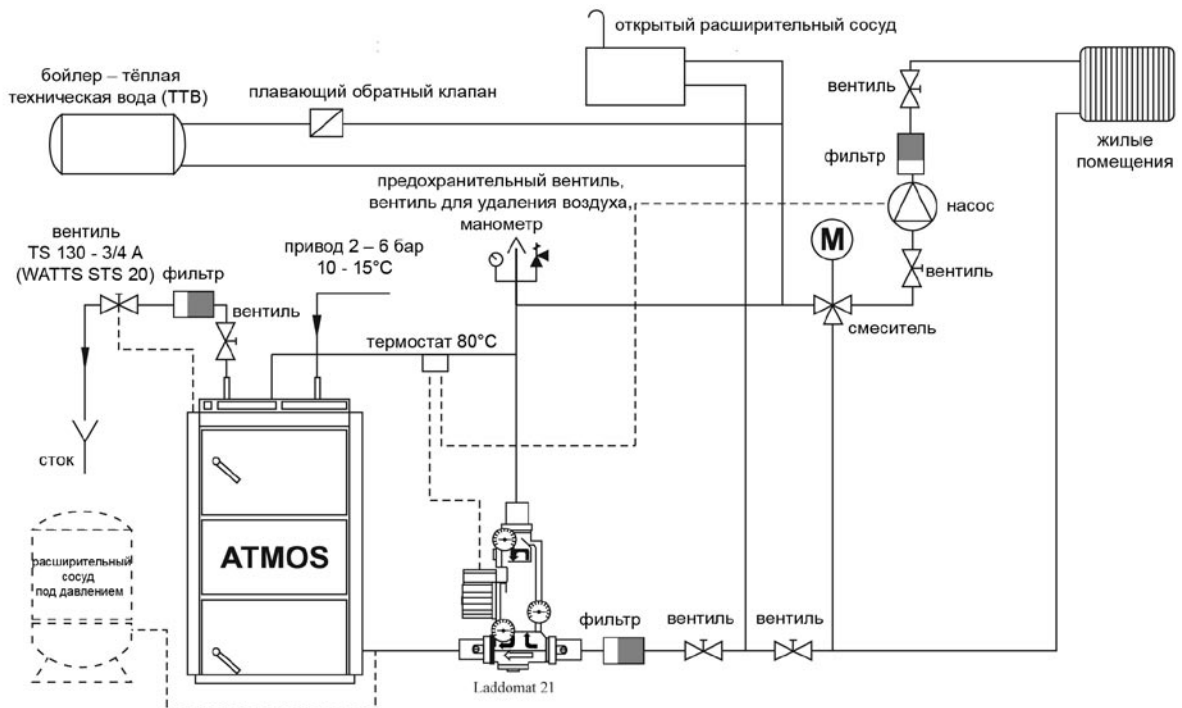 открытый расширительный сосуд
бойлер – тёплая
техническая вода (ТТВ)
плавающий обратный клапан
вентиль
фильтр
жилые
помещения
предохранительный вентиль,
вентиль для удаления воздуха,
манометр
насос
M
вентиль
смеситель
вентиль
TS 130 - 3/4 A
(WATTS STS 20)
фильтр
привод 2 – 6 бар
10 - 15°C
вентиль
термостат 80°C
сток
ATMOS
расширительный
сосуд
под давлением
фильтр
вентиль
вентиль
Laddomat 21